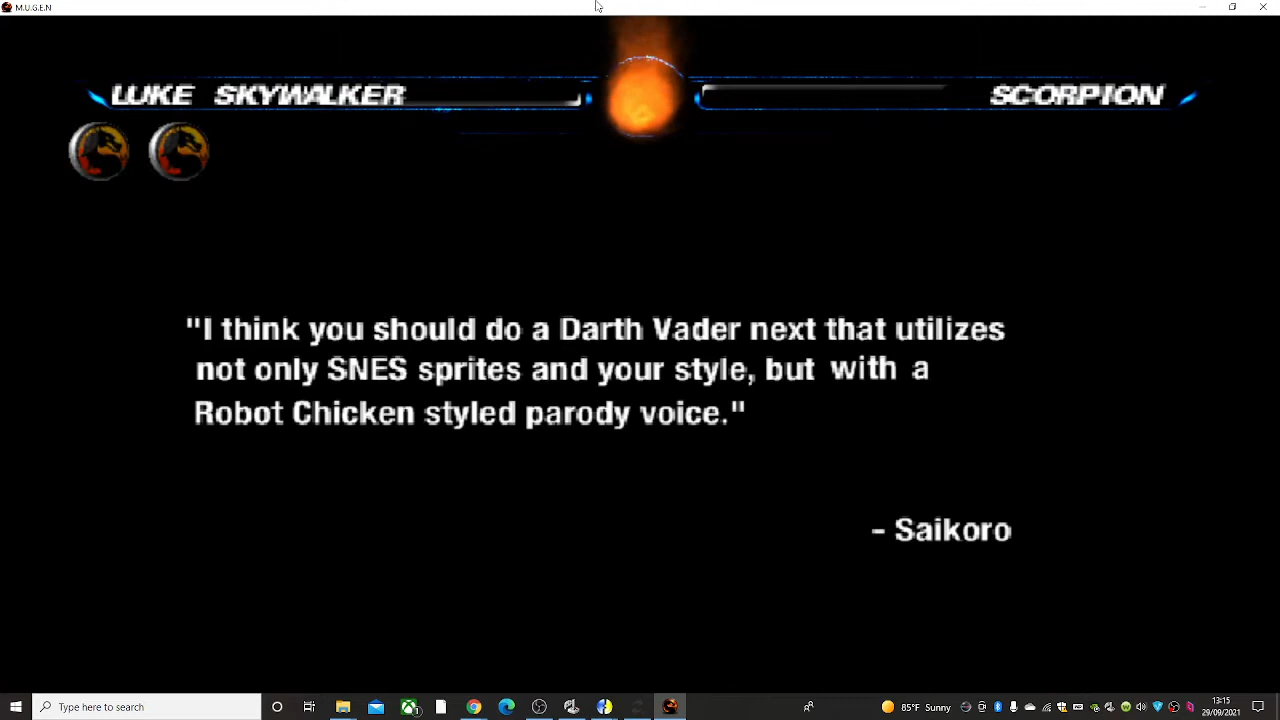 M.U.G.E.N
LUKE SKYWALKER
SCORPION
"I think you should do a Darth Vader next that utilizes
not only SNES sprites and your style, but with a
Robot Chicken styled parody voice."
- Saikoro
Type here to search
85°F Sunny
13:15
29/09/2021